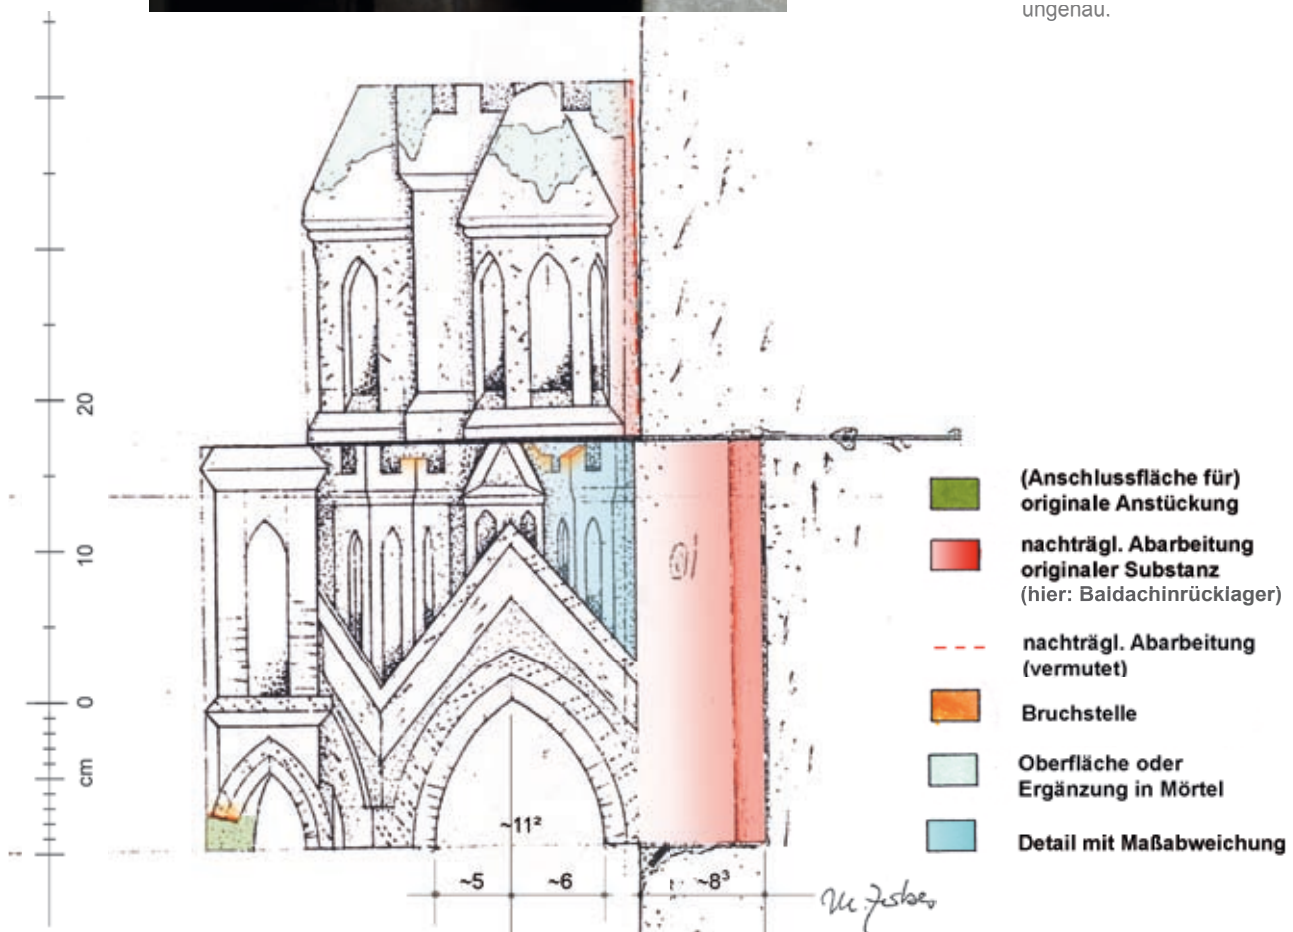 ungenau.
20
10
0
cm
(Anschlussfläche für)
originale Anstückung
nachträgl. Abarbeitung
originaler Substanz
(hier: Baldachinrücklager)
nachträgl. Abarbeitung
(vermutet)
Bruchstelle
Oberfläche oder
Ergänzung in Mörtel
Detail mit Maßabweichung
~11²
~5
~6
~8³